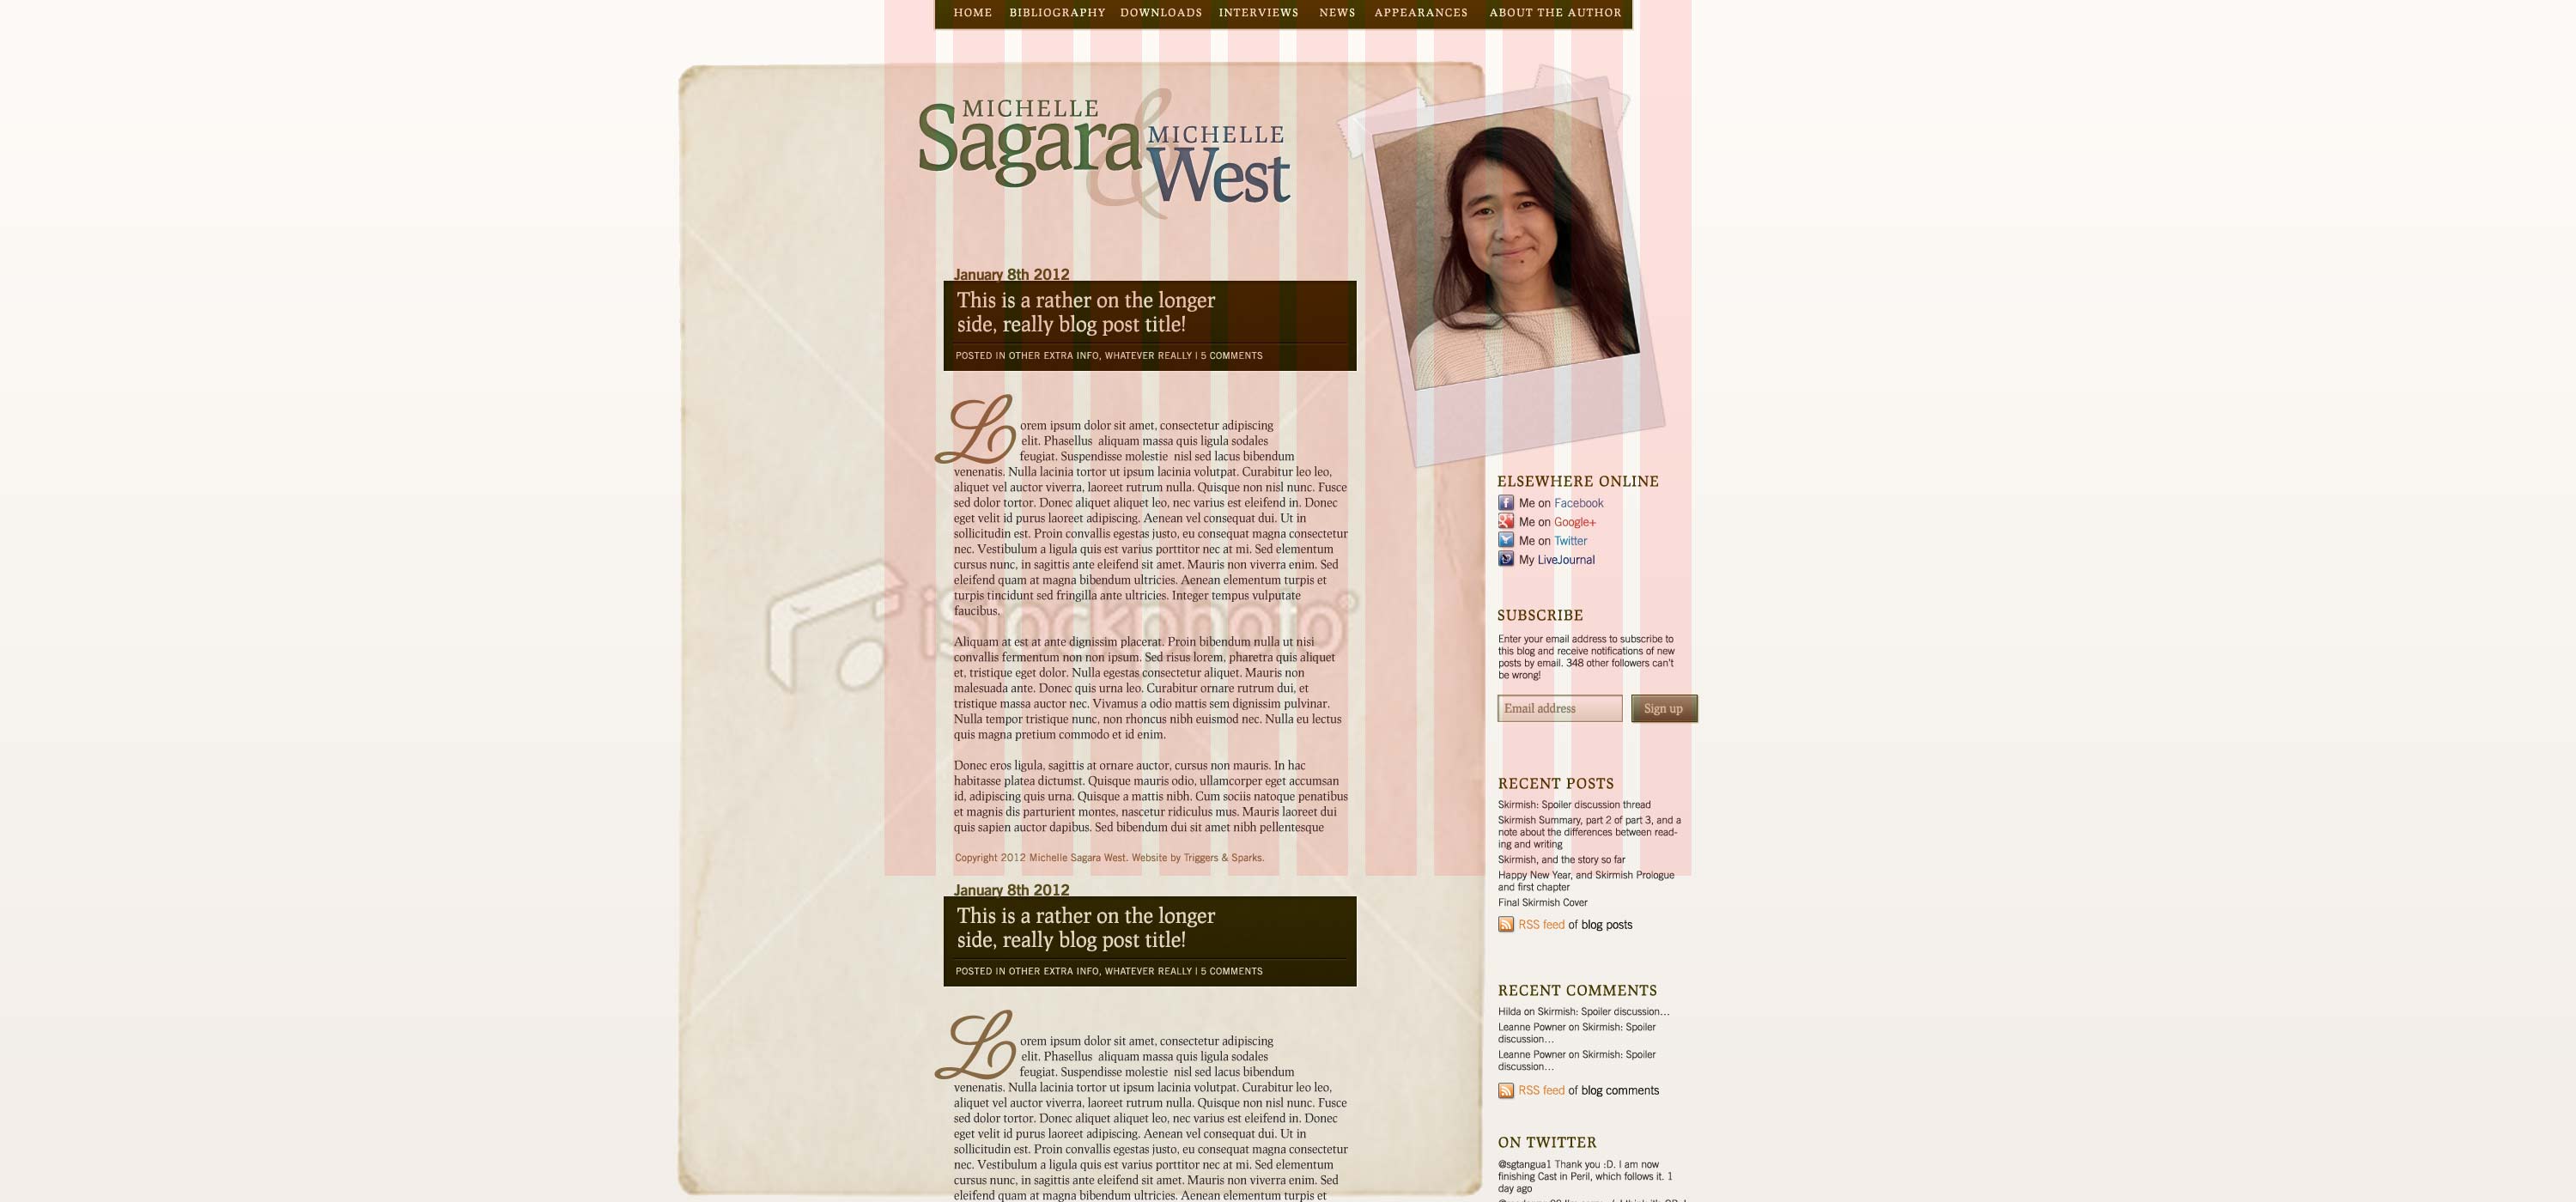 HOME BIBLIOGRAPHY DOWNLOADS INTERVIEWS NEWS APPEARANCES ABOUT THE AUTHOR
MICHELLE
Sagara
&
MICHELLE
West
January 8th 2012
This is a rather on the longer
side, really blog post title!
POSTED IN OTHER EXTRA INFO, WHATEVER REALLY | 5 COMMENTS
Lorem ipsum dolor sit amet, consectetur adipiscing
elit. Phasellus aliquam massa quis ligula sodales
feugiat. Suspendisse molestie nisl sed lacus bibendum
venenatis. Nulla lacinia tortor ut ipsum lacinia volutpat. Curabitur leo leo,
aliquet vel auctor viverra, laoreet rutrum nulla. Quisque non nisl nunc. Fusce
sed dolor tortor. Donec aliquet aliquet leo, nec varius est eleifend in. Donec
eget velit id purus laoreet adipiscing. Aenean vel consequat dui. Ut in
sollicitudin est. Proin convallis egestas justo, eu consequat magna consectetur
nec. Vestibulum a ligula quis est varius porttitor nec at mi. Sed elementum
cursus nunc, in sagittis ante eleifend sit amet. Mauris non viverra enim. Sed
eleifend quam at magna bibendum ultricies. Aenean elementum turpis et
turpis tincidunt sed fringilla ante ultricies. Integer tempus vulputate
faucibus.
iStockphoto®
Aliquam at est at ante dignissim placerat. Proin bibendum nulla ut nisi
convallis fermentum non non ipsum. Sed risus lorem, pharetra quis aliquet
et, tristique eget dolor. Nulla egestas consectetur aliquet. Mauris non
malesuada ante. Donec quis urna leo. Curabitur ornare rutrum dui, et
tristique massa auctor nec. Vivamus a odio mattis sem dignissim pulvinar.
Nulla tempor tristique nunc, non rhoncus nibh euismod nec. Nulla eu lectus
quis magna pretium commodo et id enim.
Donec eros ligula, sagittis at ornare auctor, cursus non mauris. In hac
habitasse platea dictumst. Quisque mauris odio, ullamcorper eget accumsan
id, adipiscing quis urna. Quisque a mattis nibh. Cum sociis natoque penatibus
et magnis dis parturient montes, nascetur ridiculus mus. Mauris laoreet dui
quis sapien auctor dapibus. Sed bibendum dui sit amet nibh pellentesque
Copyright 2012 Michelle Sagara West. Website by Triggers & Sparks.
January 8th 2012
This is a rather on the longer
side, really blog post title!
POSTED IN OTHER EXTRA INFO, WHATEVER REALLY | 5 COMMENTS
Lorem ipsum dolor sit amet, consectetur adipiscing
elit. Phasellus aliquam massa quis ligula sodales
feugiat. Suspendisse molestie nisl sed lacus bibendum
venenatis. Nulla lacinia tortor ut ipsum lacinia volutpat. Curabitur leo leo,
aliquet vel auctor viverra, laoreet rutrum nulla. Quisque non nisl nunc. Fusce
sed dolor tortor. Donec aliquet aliquet leo, nec varius est eleifend in. Donec
eget velit id purus laoreet adipiscing. Aenean vel consequat dui. Ut in
sollicitudin est. Proin convallis egestas justo, eu consequat magna consectetur
nec. Vestibulum a ligula quis est varius porttitor nec at mi. Sed elementum
cursus nunc, in sagittis ante eleifend sit amet. Mauris non viverra enim. Sed
eleifend quam at magna bibendum ultricies. Aenean elementum turpis et
ELSEWHERE ONLINE
Me on Facebook
Me on Google+
Me on Twitter
My LiveJournal
SUBSCRIBE
Enter your email address to subscribe to
this blog and receive notifications of new
posts by email. 348 other followers can't
be wrong!
Email address Sign up
RECENT POSTS
Skirmish: Spoiler discussion thread
Skirmish Summary, part 2 of part 3, and a
note about the differences between read-
ing and writing
Skirmish, and the story so far
Happy New Year, and Skirmish Prologue
and first chapter
Final Skirmish Cover
RSS feed of blog posts
RECENT COMMENTS
Hilda on Skirmish: Spoiler discussion…
Leanne Powner on Skirmish: Spoiler
discussion…
Leanne Powner on Skirmish: Spoiler
discussion…
RSS feed of blog comments
ON TWITTER
@sgtangua1 Thank you :D. I am now
finishing Cast in Peril, which follows it. 1
day ago